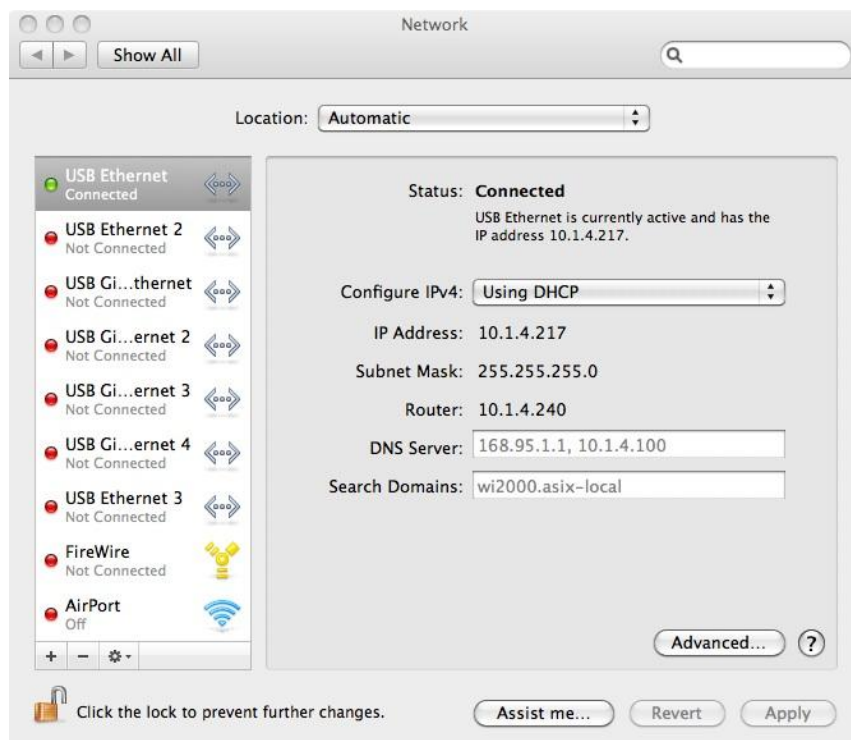 Network
Show All
Location: Automatic
USB Ethernet
Connected
USB Ethernet 2
Not Connected
USB Gi...thernet
Not Connected
USB Gi...ernet 2
Not Connected
USB Gi...ernet 3
Not Connected
USB Gi...ernet 4
Not Connected
USB Ethernet 3
Not Connected
FireWire
Not Connected
AirPort
Off
Status: Connected
USB Ethernet is currently active and has the
IP address 10.1.4.217.
Configure IPv4: Using DHCP
IP Address: 10.1.4.217
Subnet Mask: 255.255.255.0
Router: 10.1.4.240
DNS Server: 168.95.1.1, 10.1.4.100
Search Domains: wi2000.asix-local
Advanced... ?
Click the lock to prevent further changes.
Assist me... Revert Apply